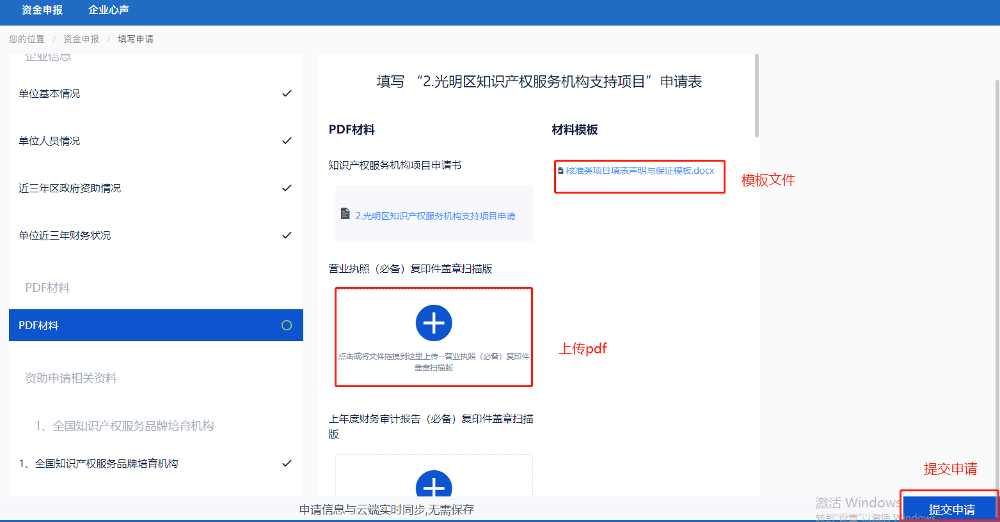 资金申报 企业心声
您的位置 / 资金申报 / 填写申请
企业信息
单位基本情况
单位人员情况
近三年区政府资助情况
单位近三年财务状况
PDF材料
PDF材料
资助申请相关资料
1、全国知识产权服务品牌培育机构
1、全国知识产权服务品牌培育机构
填写 “2.光明区知识产权服务机构支持项目”申请表
PDF材料
材料模板
知识产权服务机构项目申请书
核准类项目填表声明与保证模板.docx
模板文件
2.光明区知识产权服务机构支持项目申请
营业执照（必备）复印件盖章扫描版
点击或将文件拖拽到这里上传--营业执照（必备）复印件
盖章扫描版
上传pdf
上年度财务审计报告（必备）复印件盖章扫描
版
提交申请
申请信息与云端实时同步,无需保存
激活 Windows
转到"设置"以激活 Windows。
提交申请